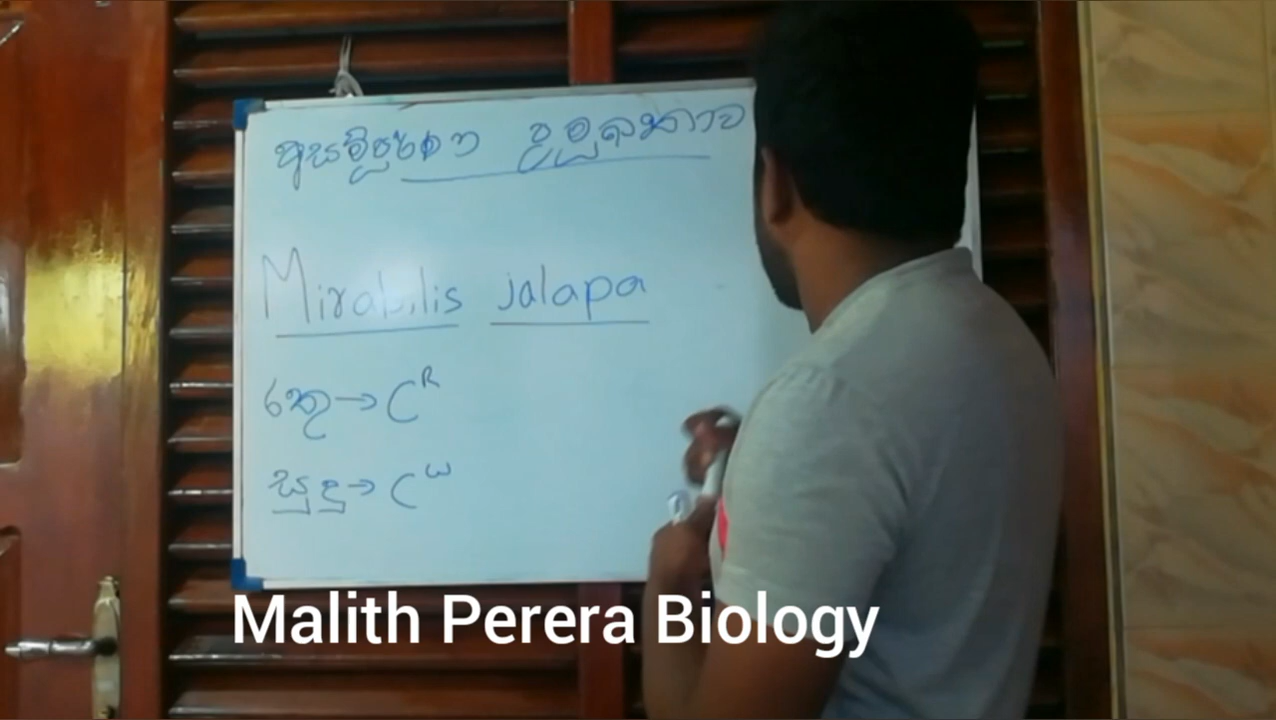 අසම්පූර්ණ ප්‍රමුඛතාව
Mirabilis jalapa
රතු → C^R
සුදු → C^W
Malith Perera Biology